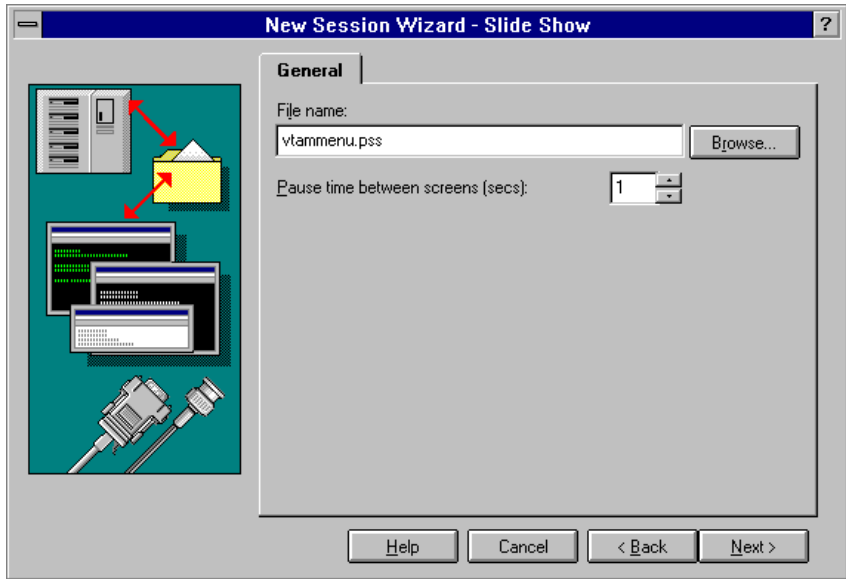 New Session Wizard - Slide Show
?
General
File name:
vtammenu.pss
Browse...
Pause time between screens (secs):
1
Help
Cancel
< Back
Next >